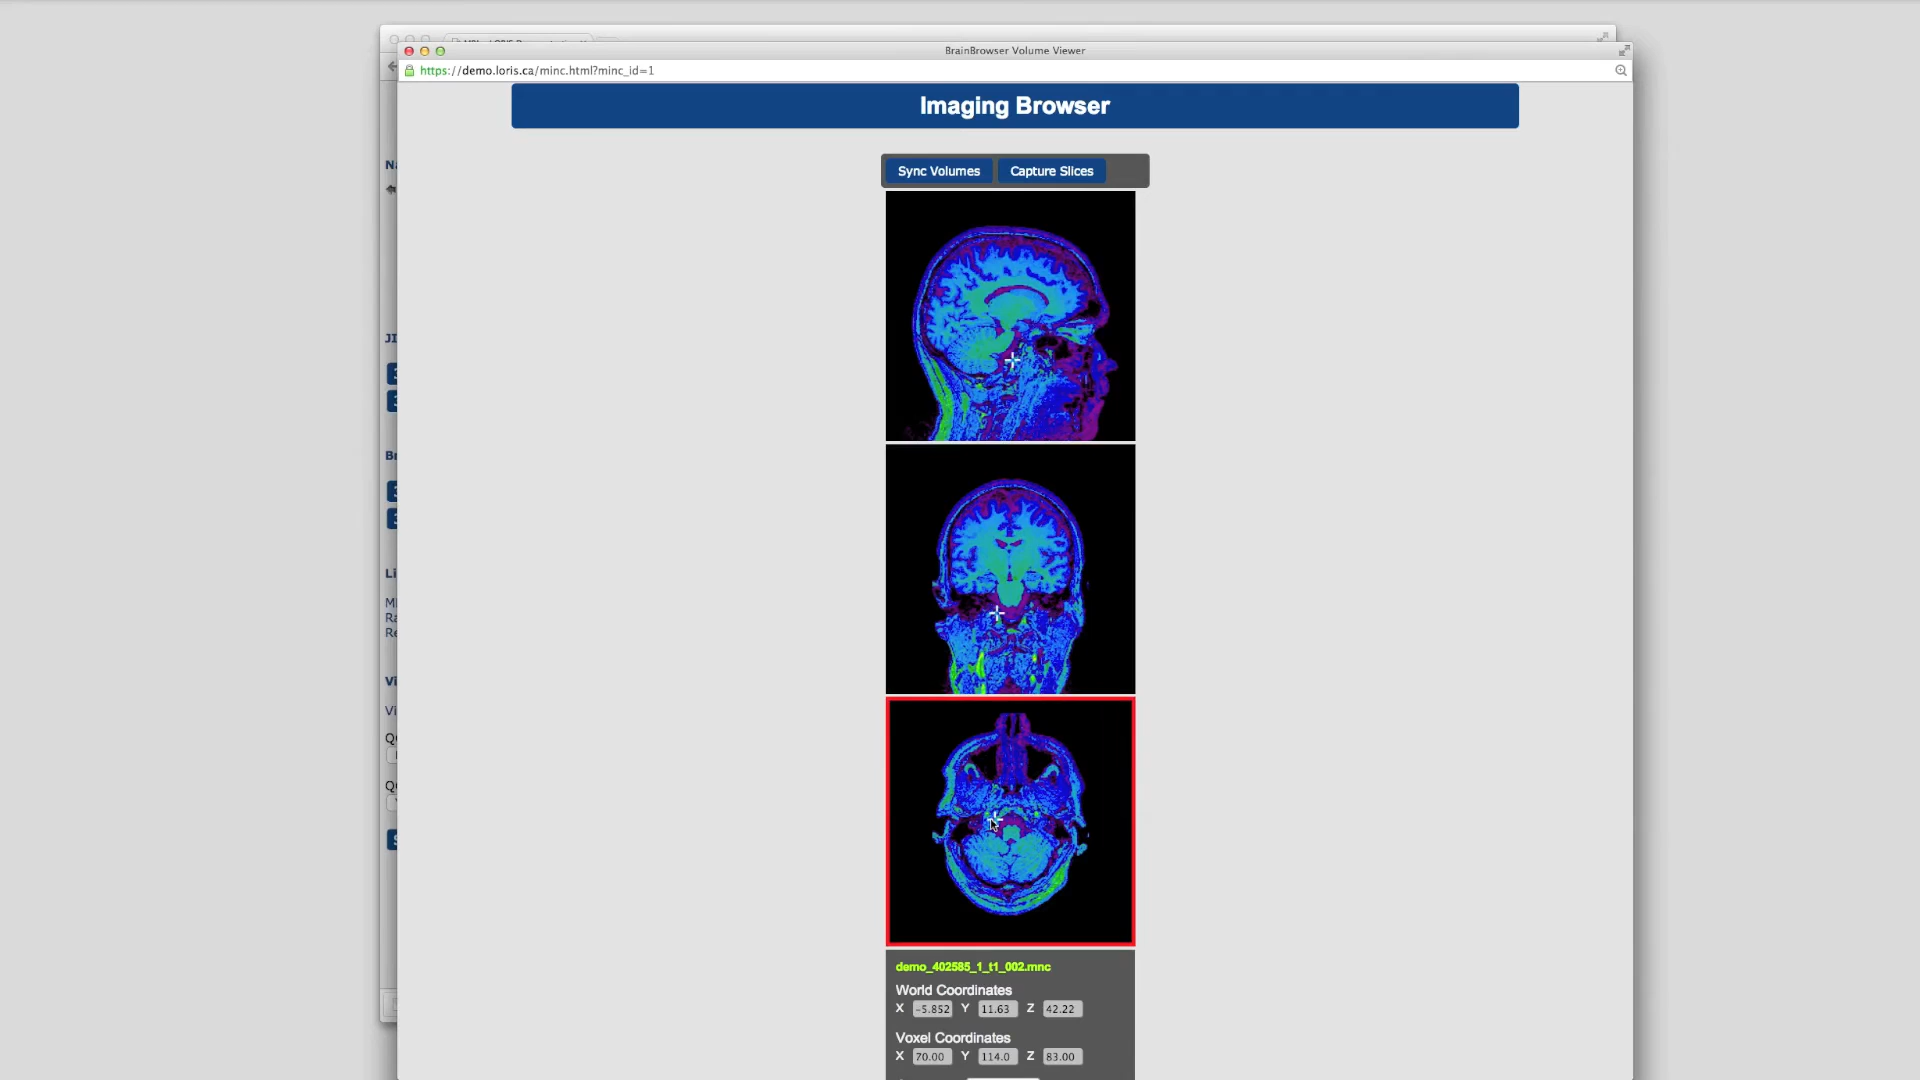 BrainBrowser Volume Viewer
https://demo.loris.ca/minc.html?minc_id=1
Imaging Browser
Sync Volumes Capture Slices
demo_402585_1_t1_002.mnc
World Coordinates
X -5.852 Y 11.63 Z 42.22
Voxel Coordinates
X 70.00 Y 114.0 Z 83.00